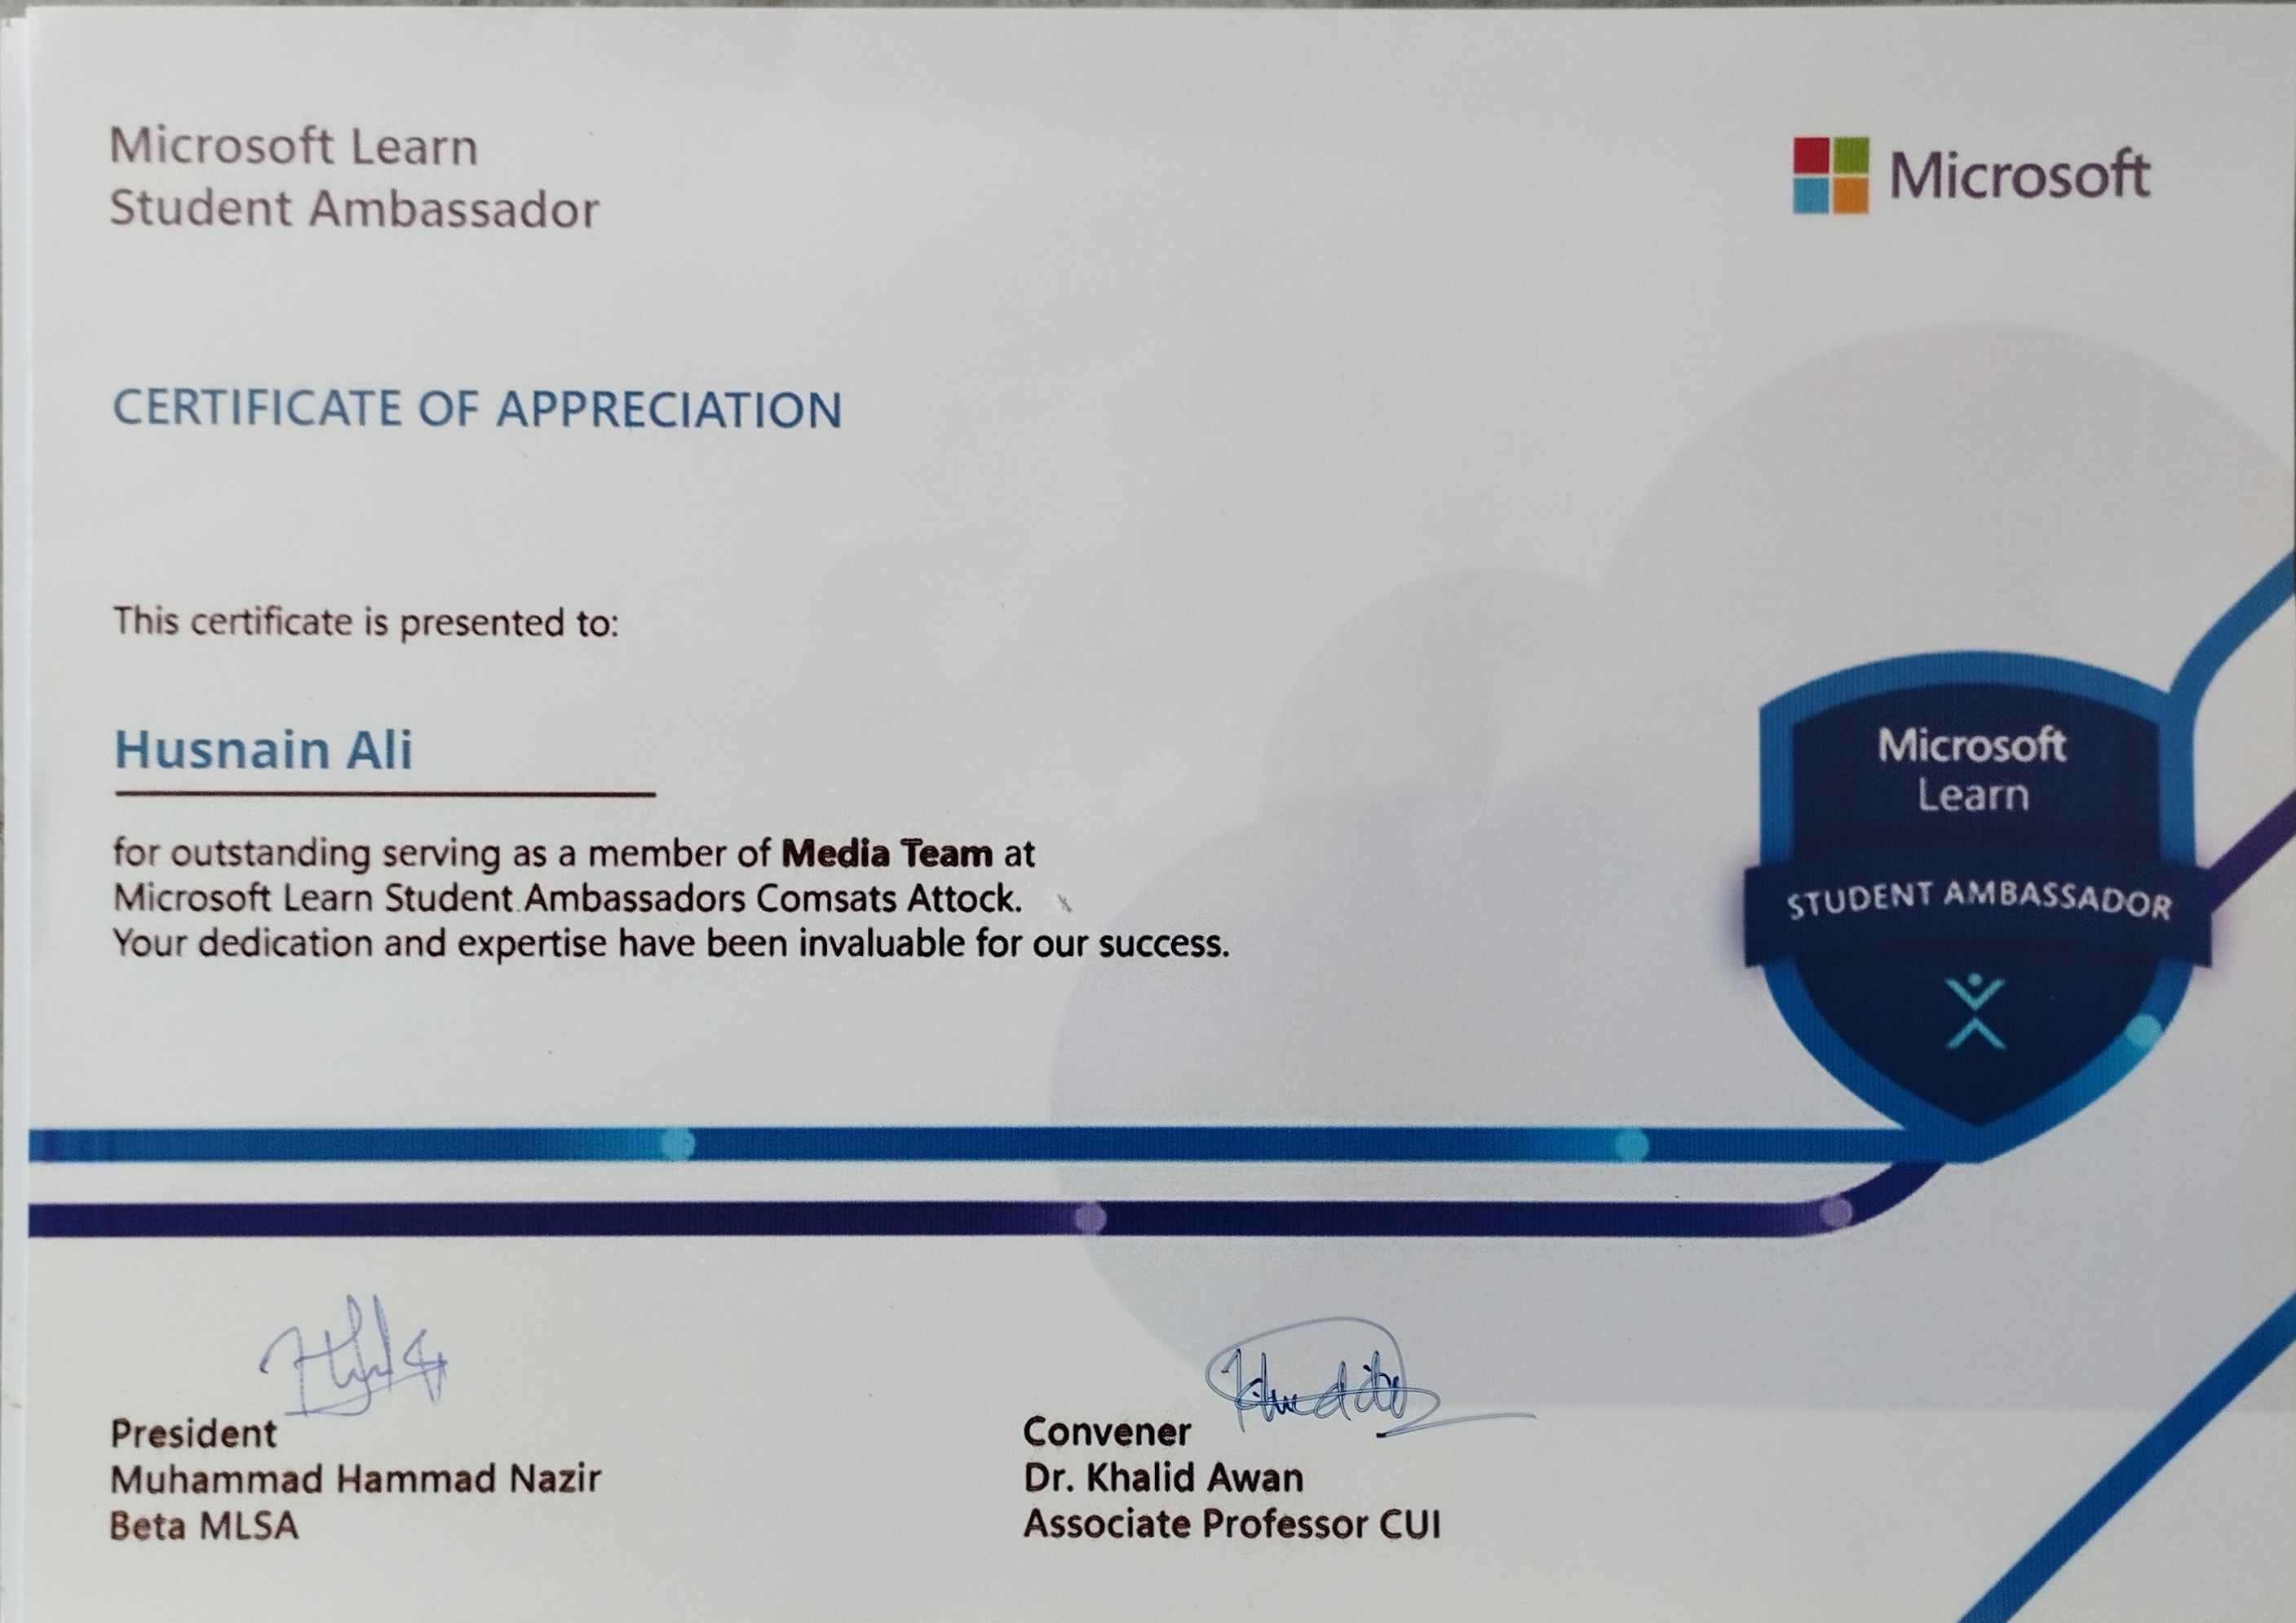 Microsoft Learn
Student Ambassador
Microsoft
CERTIFICATE OF APPRECIATION
This certificate is presented to:
Husnain Ali
for outstanding serving as a member of Media Team at
Microsoft Learn Student Ambassadors Comsats Attock.
Your dedication and expertise have been invaluable for our success.
Microsoft
Learn
STUDENT AMBASSADOR
President
Muhammad Hammad Nazir
Beta MLSA
Convener
Dr. Khalid Awan
Associate Professor CUI